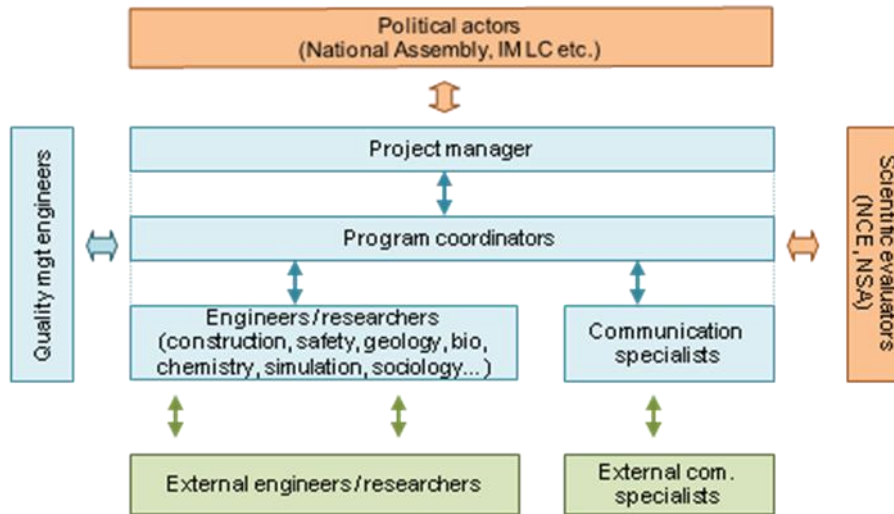 Political actors
(National Assembly, IMLC etc.)
Quality mgt engineers
Project manager
Program coordinators
Engineers/researchers
(construction, safety, geology, bio,
chemistry, simulation, sociology...)
Communication
specialists
Scientific evaluators
(NCE, NSA)
External engineers/researchers
External com.
specialists